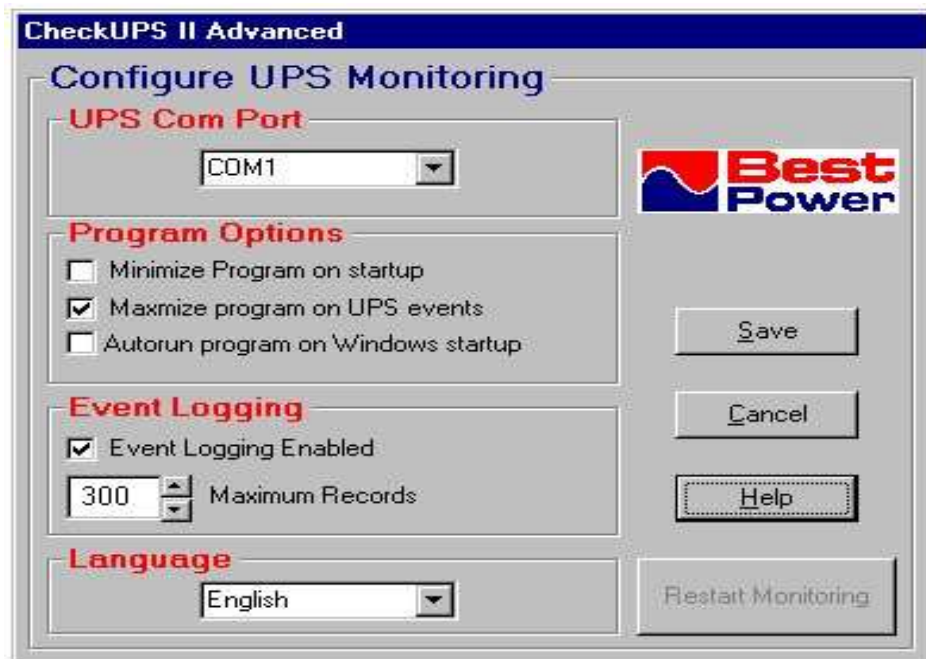 CheckUPS II Advanced
Configure UPS Monitoring
UPS Com Port
COM1
Best
Power
Program Options
Minimize Program on startup
Maxmize program on UPS events
Autorun program on Windows startup
Save
Event Logging
Event Logging Enabled
Cancel
300 Maximum Records
Help
Language
English
Restart Monitoring